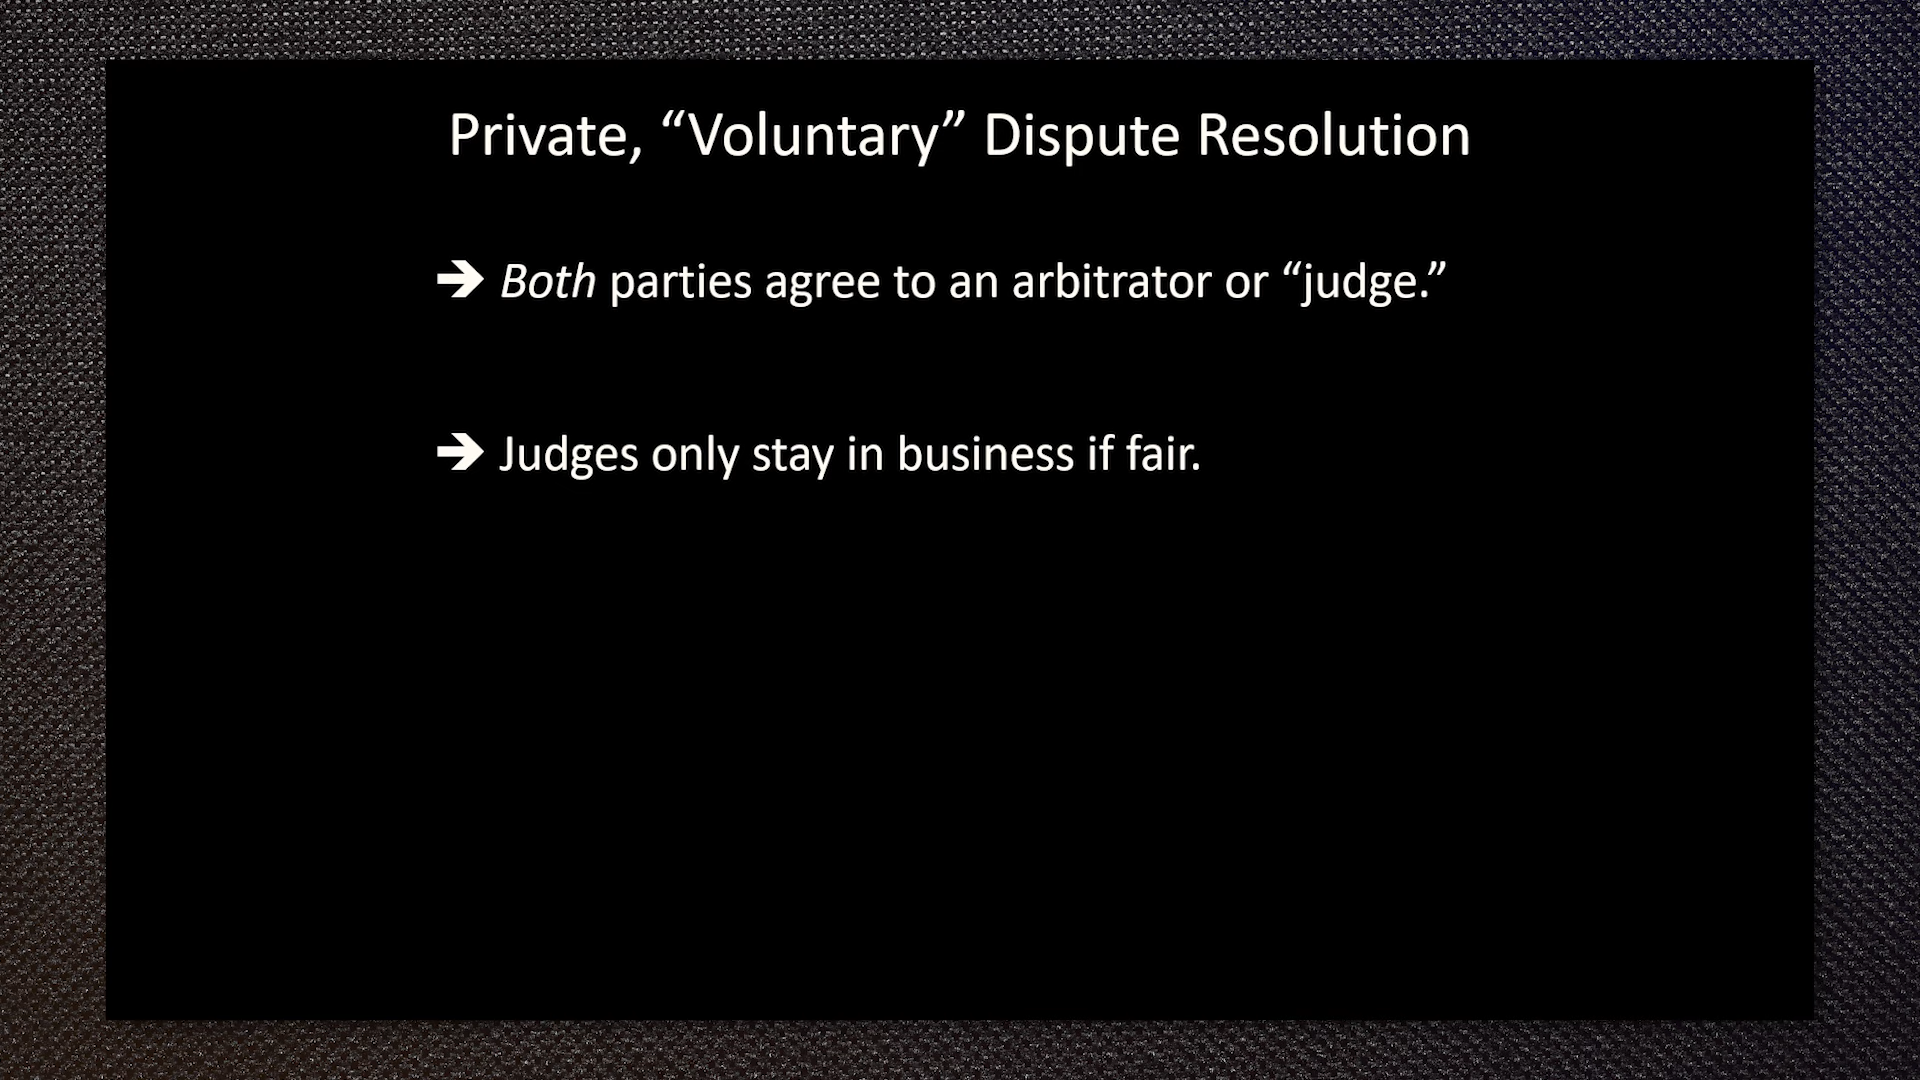 Private, “Voluntary” Dispute Resolution
➔ Both parties agree to an arbitrator or “judge.”
➔ Judges only stay in business if fair.